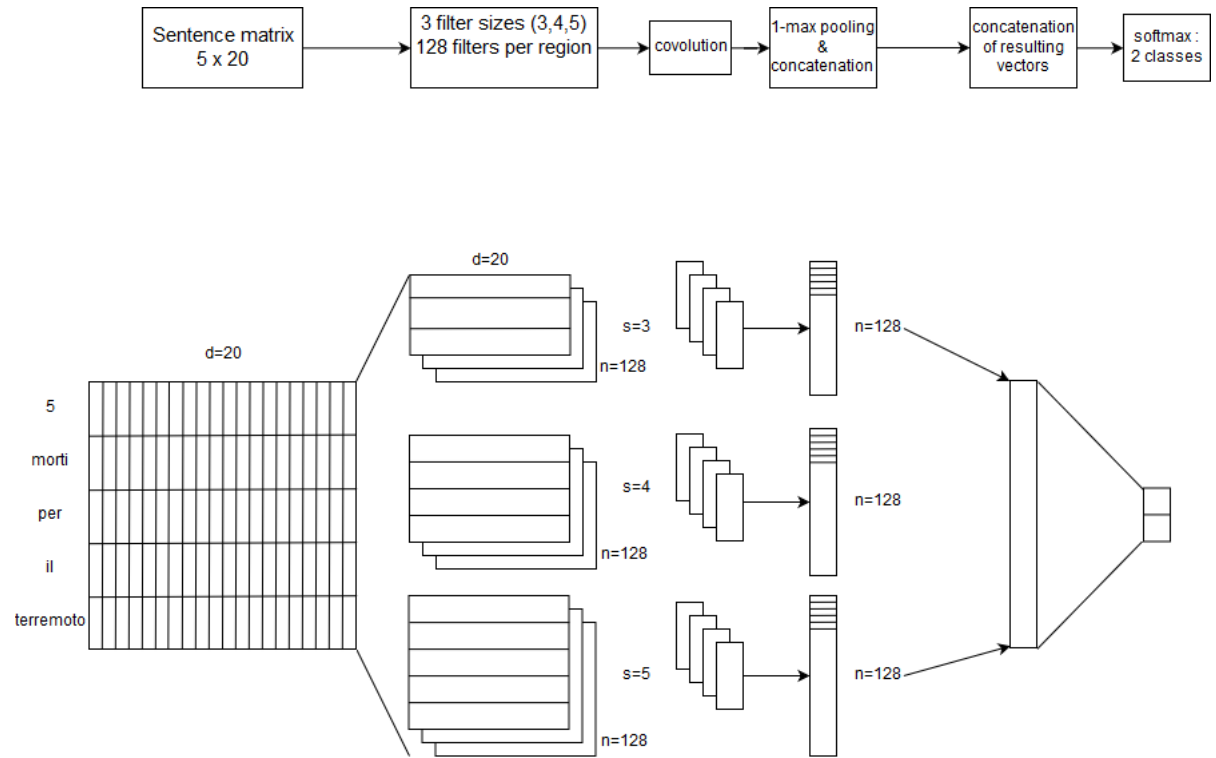 Sentence matrix
5 x 20
3 filter sizes (3,4,5)
128 filters per region
covolution
1-max pooling
&
concatenation
concatenation
of resulting
vectors
softmax :
2 classes
d=20
d=20
5
morti
per
il
terremoto
s=3
n=128
n=128
s=4
n=128
n=128
s=5
n=128
n=128